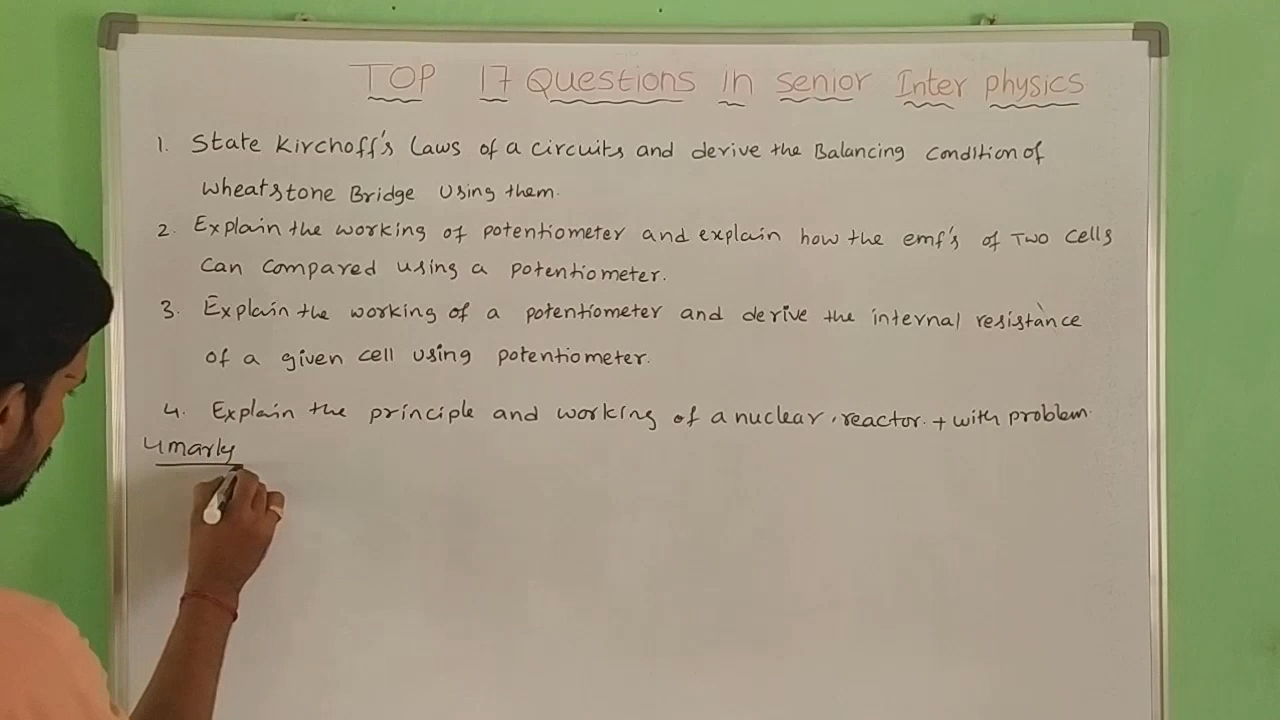 TOP 17 Questions in senior Inter physics
1. State Kirchoff's Laws of a circuits and derive the Balancing condition of
wheatstone Bridge Using them.
2. Explain the working of potentiometer and explain how the emf's of Two cells
can compared using a potentiometer.
3. Explain the working of a potentiometer and derive the internal resistance
of a given cell using potentiometer.
4. Explain the principle and working of a nuclear reactor. + with problem.
4marks